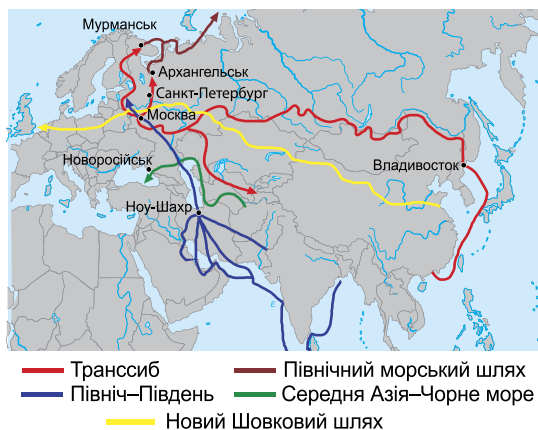 Мурманськ
Архангельськ
Санкт-Петербург
Москва
Новоросійськ
Владивосток
Ноу-Шахр
Транссиб
Північний морський шлях
Північ–Південь
Середня Азія–Чорне море
Новий Шовковий шлях